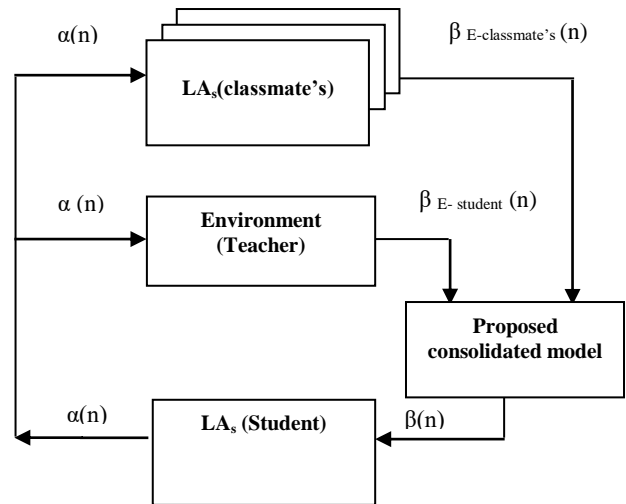 α(n)
β E-classmate's (n)
LAs(classmate's)
α (n)
β E- student (n)
Environment
(Teacher)
Proposed
consolidated model
α(n)
LAs (Student)
β(n)